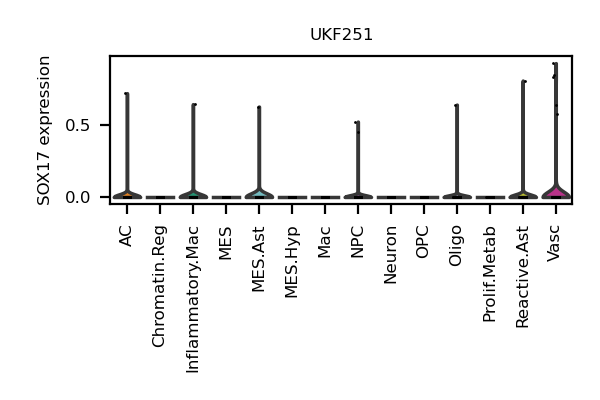 UKF251
SOX17 expression
0.5
0.0
AC
Chromatin.Reg
Inflammatory.Mac
MES
MES.Ast
MES.Hyp
Mac
NPC
Neuron
OPC
Oligo
Prolif.Metab
Reactive.Ast
Vasc